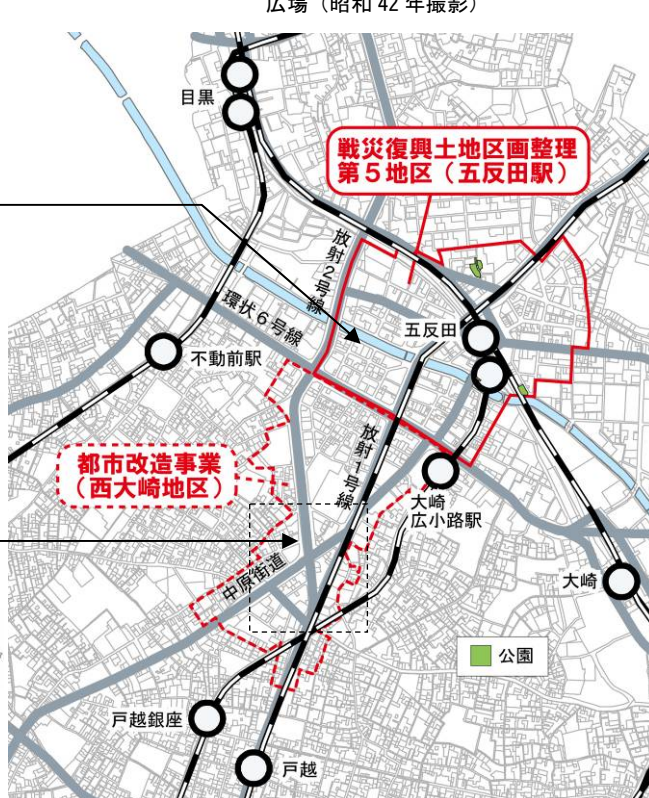 広場（昭和 42 年撮影）
目黒
戦災復興土地区画整理
第５地区（五反田駅）
放射２号線
環状６号線
五反田
不動前駅
放射１号線
都市改造事業
（西大崎地区）
大崎
広小路駅
中原街道
大崎
公園
戸越銀座
戸越